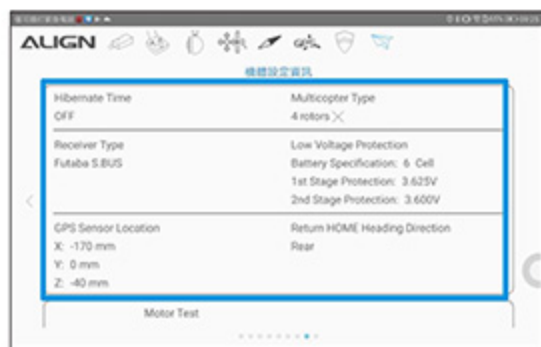 ALIGN
GPS
機體設定資訊
Hibernate Time
OFF
Multicopter Type
4 rotors X
Receiver Type
Futaba S.BUS
Low Voltage Protection
Battery Specification: 6 Cell
1st Stage Protection: 3.625V
2nd Stage Protection: 3.600V
GPS Sensor Location
X: -170 mm
Y: 0 mm
Z: -40 mm
Return HOME Heading Direction
Rear
Motor Test